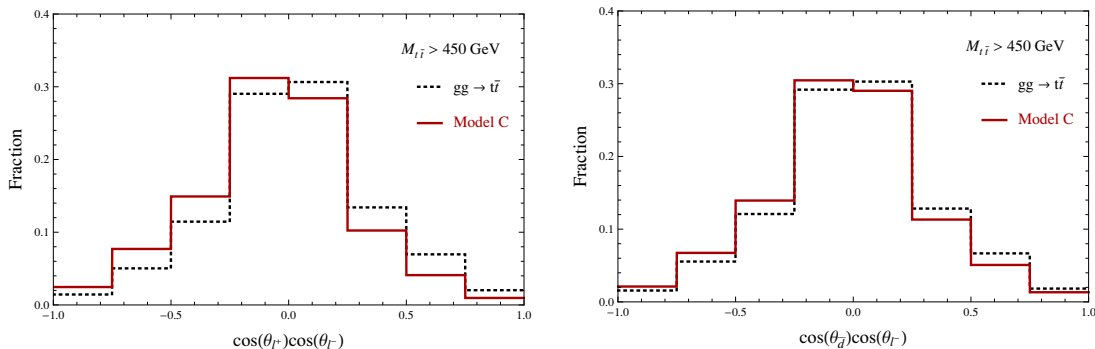 0.4
0.3
0.2
0.1
0.0
Fraction
M_{t\bar{t}} > 450 GeV
gg → t\bar{t}
Model C
−1.0 −0.5 0.0 0.5 1.0
cos(θ_{l⁺})cos(θ_{l⁻})
0.4
0.3
0.2
0.1
0.0
Fraction
M_{t\bar{t}} > 450 GeV
gg → t\bar{t}
Model C
−1.0 −0.5 0.0 0.5 1.0
cos(θ_{\bar{d}})cos(θ_{l⁻})